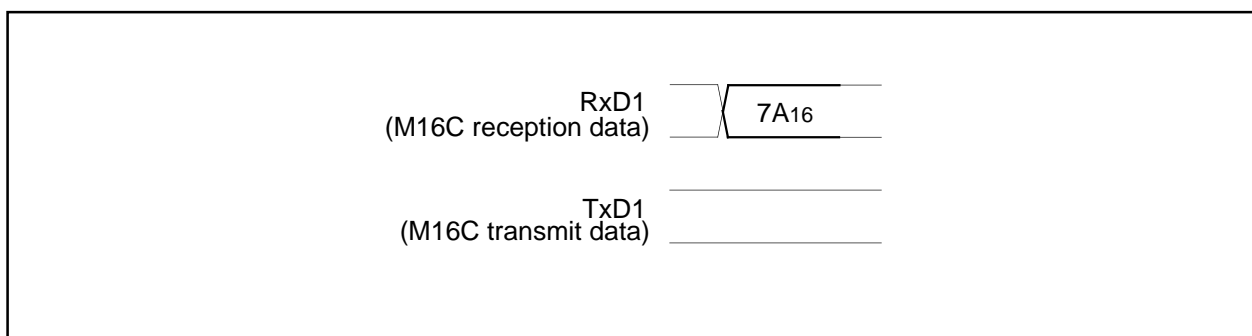 RxD1
(M16C reception data)
7A16
TxD1
(M16C transmit data)